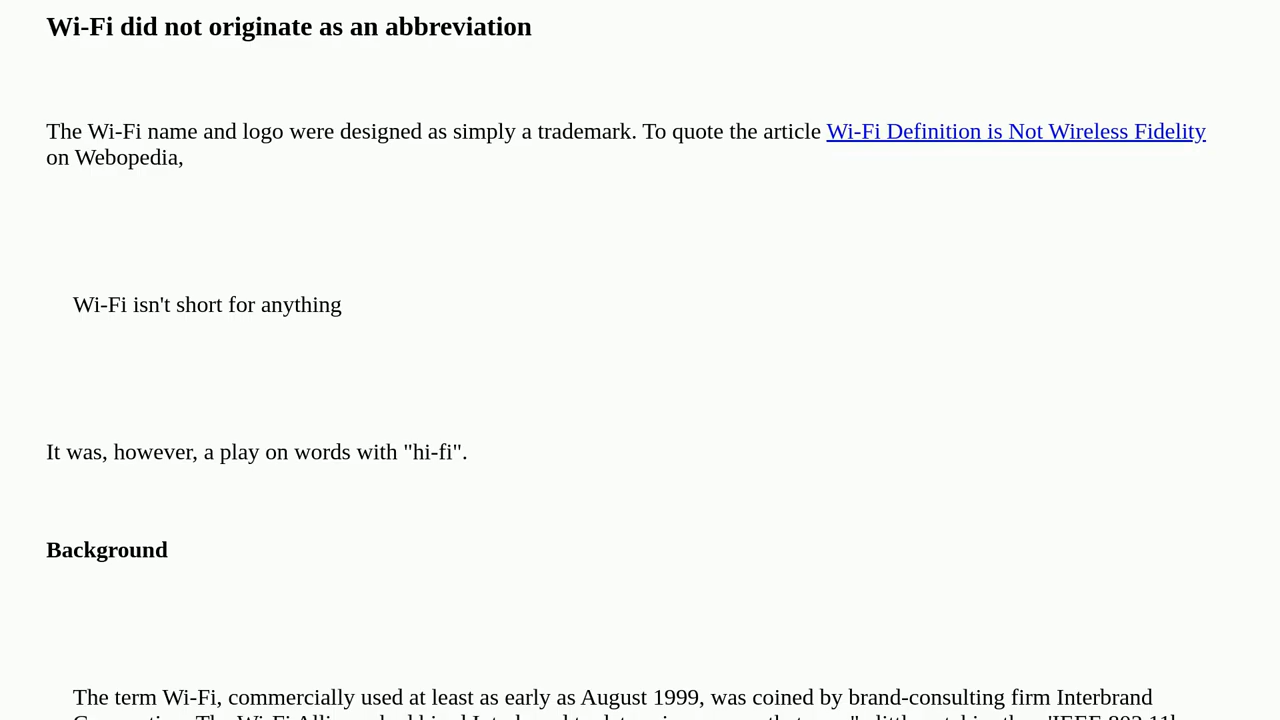 Wi-Fi did not originate as an abbreviation
The Wi-Fi name and logo were designed as simply a trademark. To quote the article Wi-Fi Definition is Not Wireless Fidelity
on Webopedia,
Wi-Fi isn't short for anything
It was, however, a play on words with "hi-fi".
Background
The term Wi-Fi, commercially used at least as early as August 1999, was coined by brand-consulting firm Interbrand